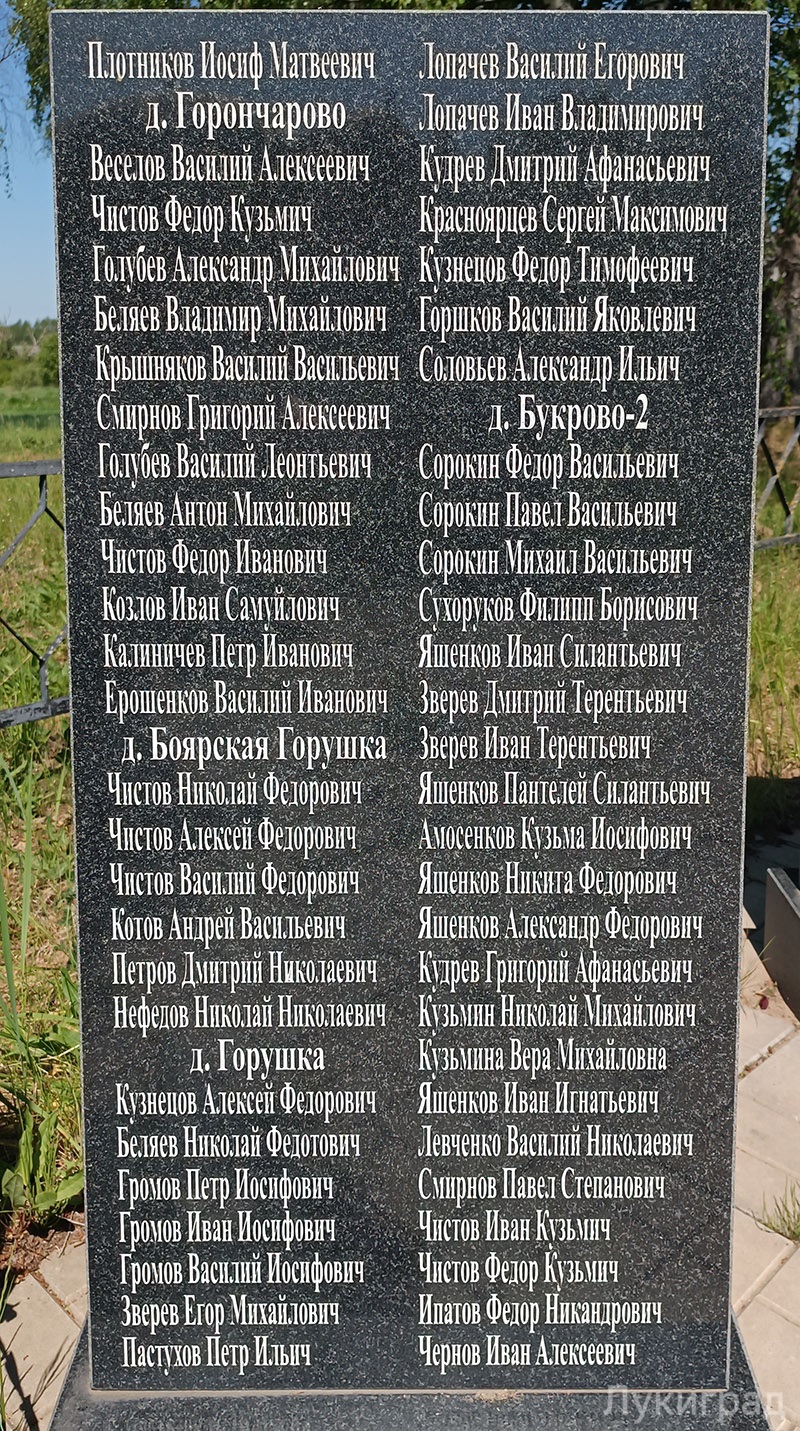 Плотников Иосиф Матвеевич
д. Горончарово
Веселов Василий Алексеевич
Чистов Федор Кузьмич
Голубев Александр Михайлович
Беляев Владимир Михайлович
Крышняков Василий Васильевич
Смирнов Григорий Алексеевич
Голубев Василий Леонтьевич
Беляев Антон Михайлович
Чистов Федор Иванович
Козлов Иван Самуйлович
Калиничев Петр Иванович
Ерошенков Василий Иванович
д. Боярская Горушка
Чистов Николай Федорович
Чистов Алексей Федорович
Чистов Василий Федорович
Котов Андрей Васильевич
Петров Дмитрий Николаевич
Нефедов Николай Николаевич
д. Горушка
Кузнецов Алексей Федорович
Беляев Николай Федотович
Громов Петр Иосифович
Громов Иван Иосифович
Громов Василий Иосифович
Зверев Егор Михайлович
Пастухов Петр Ильич
Лопачев Василий Егорович
Лопачев Иван Владимирович
Кудрев Дмитрий Афанасьевич
Красноярцев Сергей Максимович
Кузнецов Федор Тимофеевич
Горшков Василий Яковлевич
Соловьев Александр Ильич
д. Букрово-2
Сорокин Федор Васильевич
Сорокин Павел Васильевич
Сорокин Михаил Васильевич
Сухоруков Филипп Борисович
Яшенков Иван Силантьевич
Зверев Дмитрий Терентьевич
Зверев Иван Терентьевич
Яшенков Пантелей Силантьевич
Амосенков Кузьма Иосифович
Яшенков Никита Федорович
Яшенков Александр Федорович
Кудрев Григорий Афанасьевич
Кузьмин Николай Михайлович
Кузьмина Вера Михайловна
Яшенков Иван Игнатьевич
Левченко Василий Николаевич
Смирнов Павел Степанович
Чистов Иван Кузьмич
Чистов Федор Кузьмич
Ипатов Федор Никандрович
Чернов Иван Алексеевич
Лукиград